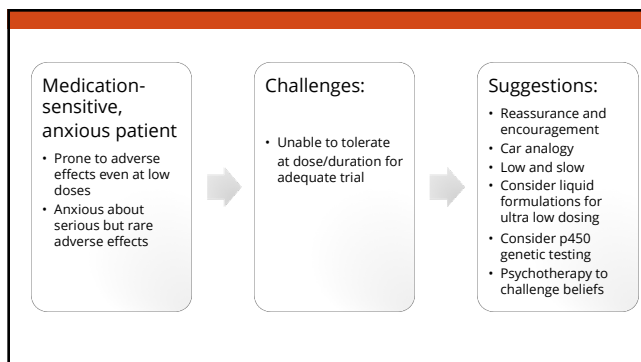 Medication-
sensitive,
anxious patient
• Prone to adverse
effects even at low
doses
• Anxious about
serious but rare
adverse effects
Challenges:
• Unable to tolerate
at dose/duration for
adequate trial
Suggestions:
• Reassurance and
encouragement
• Car analogy
• Low and slow
• Consider liquid
formulations for
ultra low dosing
• Consider p450
genetic testing
• Psychotherapy to
challenge beliefs